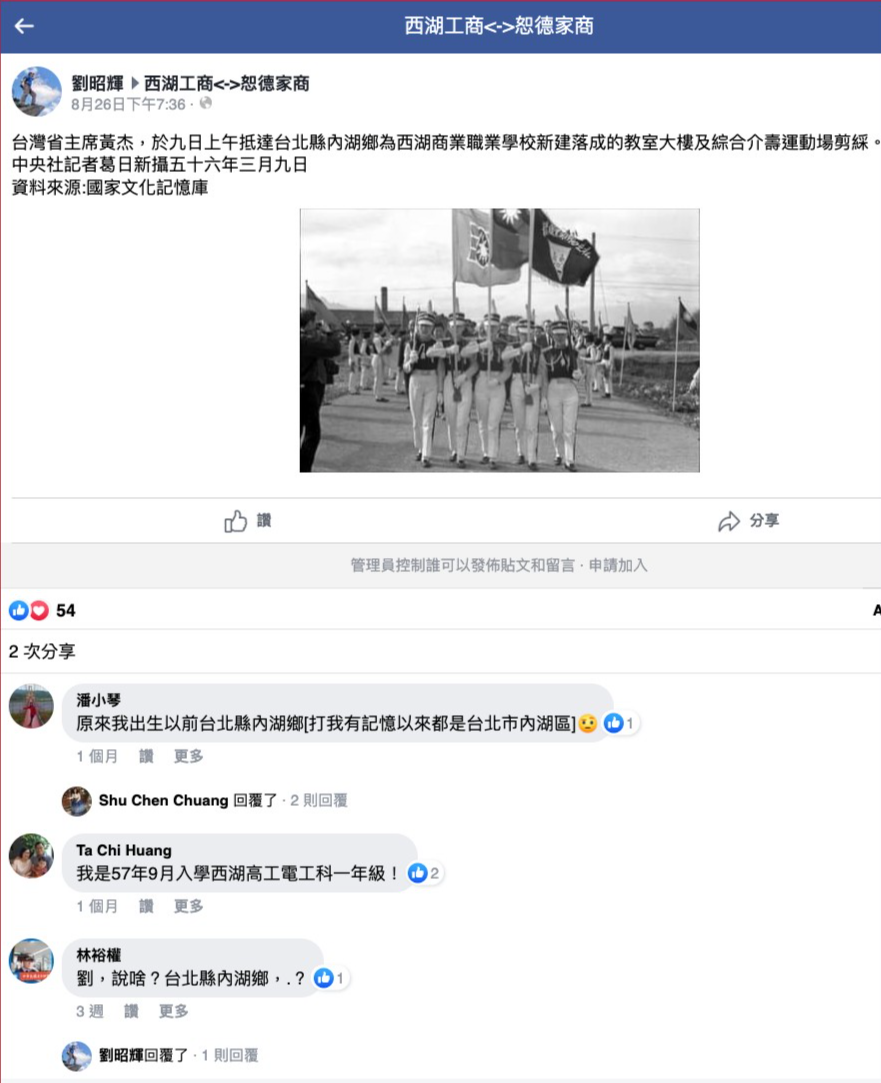 西湖工商<->恕德家商
劉昭輝 ▶ 西湖工商<->恕德家商
8月26日下午7:36 ·
台灣省主席黃杰，於九日上午抵達台北縣內湖鄉為西湖商業職業學校新建落成的教室大樓及綜合介壽運動場剪綵。
中央社記者葛日新攝五十六年三月九日
資料來源:國家文化記憶庫
讚
分享
管理員控制誰可以發佈貼文和留言 · 申請加入
54
A
2 次分享
潘小琴
原來我出生以前台北縣內湖鄉[打我有記憶以來都是台北市內湖區]🤨 1
1 個月 讚 更多
Shu Chen Chuang 回覆了 · 2 則回覆
Ta Chi Huang
我是57年9月入學西湖高工電工科一年級！ 2
1 個月 讚 更多
林裕權
劉，說啥？台北縣內湖鄉，. ? 1
3 週 讚 更多
劉昭輝回覆了 · 1 則回覆